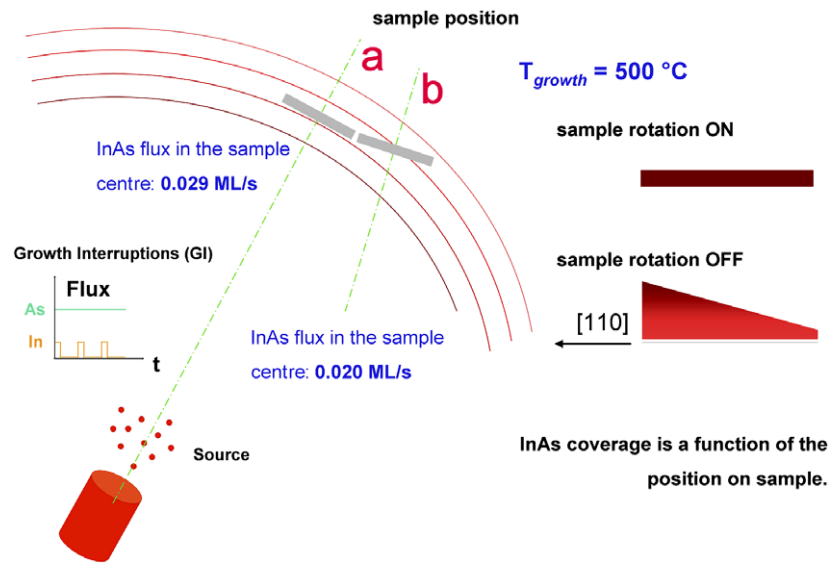 sample position
a
b
T_growth = 500 °C
sample rotation ON
InAs flux in the sample
centre: 0.029 ML/s
Growth Interruptions (GI)
Flux
As
In
t
sample rotation OFF
[110]
InAs flux in the sample
centre: 0.020 ML/s
Source
InAs coverage is a function of the
position on sample.